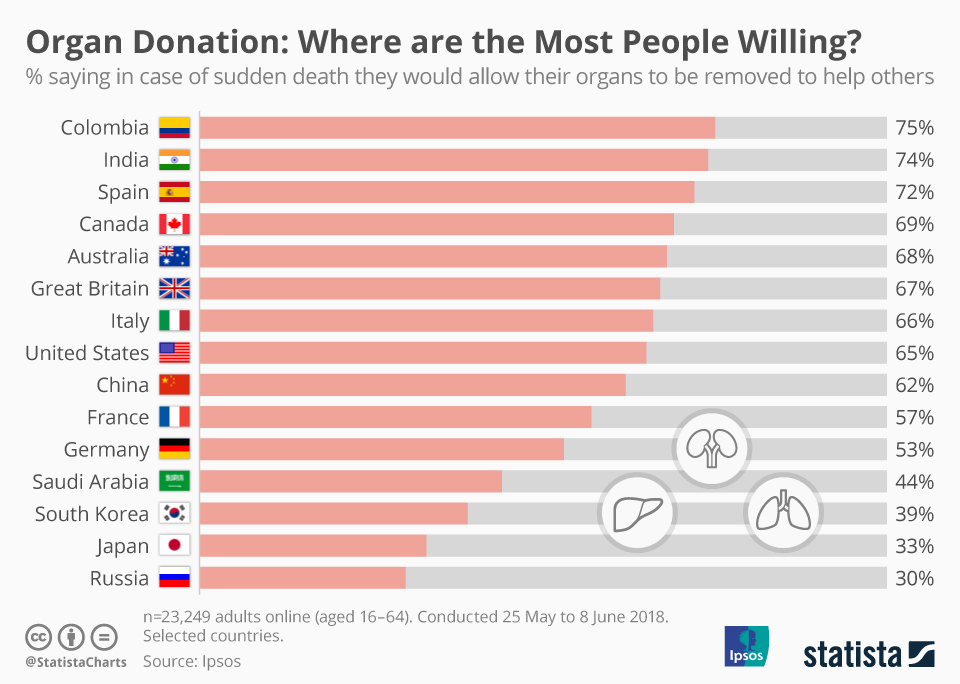 Organ Donation: Where are the Most People Willing?
% saying in case of sudden death they would allow their organs to be removed to help others
Colombia 75%
India 74%
Spain 72%
Canada 69%
Australia 68%
Great Britain 67%
Italy 66%
United States 65%
China 62%
France 57%
Germany 53%
Saudi Arabia 44%
South Korea 39%
Japan 33%
Russia 30%
n=23,249 adults online (aged 16–64). Conducted 25 May to 8 June 2018.
Selected countries.
cc
@StatistaCharts
Source: Ipsos
Ipsos
statista